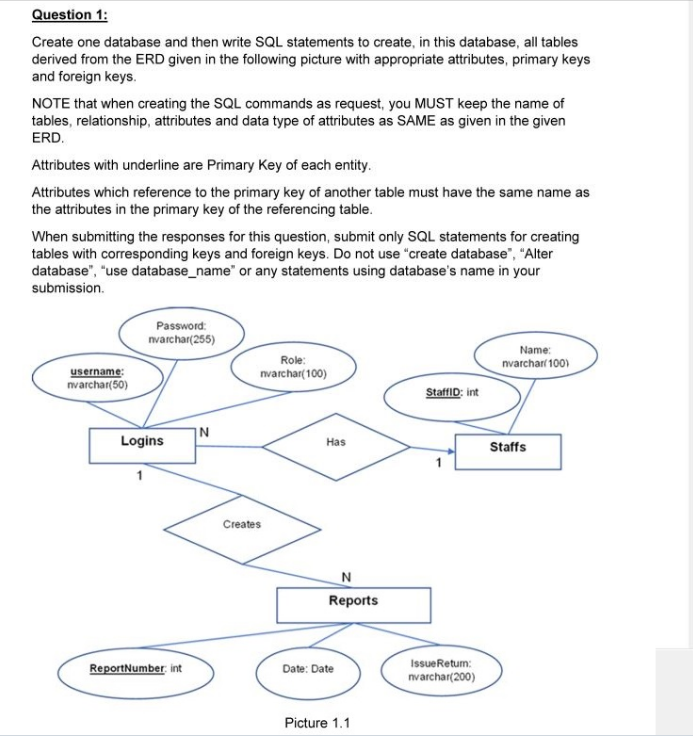 Question 1:
Create one database and then write SQL statements to create, in this database, all tables
derived from the ERD given in the following picture with appropriate attributes, primary keys
and foreign keys.
NOTE that when creating the SQL commands as request, you MUST keep the name of
tables, relationship, attributes and data type of attributes as SAME as given in the given
ERD.
Attributes with underline are Primary Key of each entity.
Attributes which reference to the primary key of another table must have the same name as
the attributes in the primary key of the referencing table.
When submitting the responses for this question, submit only SQL statements for creating
tables with corresponding keys and foreign keys. Do not use “create database”, “Alter
database”, “use database_name” or any statements using database’s name in your
submission.
Password:
nvarchar(255)
username:
nvarchar(50)
Role:
nvarchar(100)
Name:
nvarchar(100)
StaffID: int
Logins
N
Has
1
Staffs
1
Creates
N
Reports
ReportNumber: int
Date: Date
IssueReturn:
nvarchar(200)
Picture 1.1